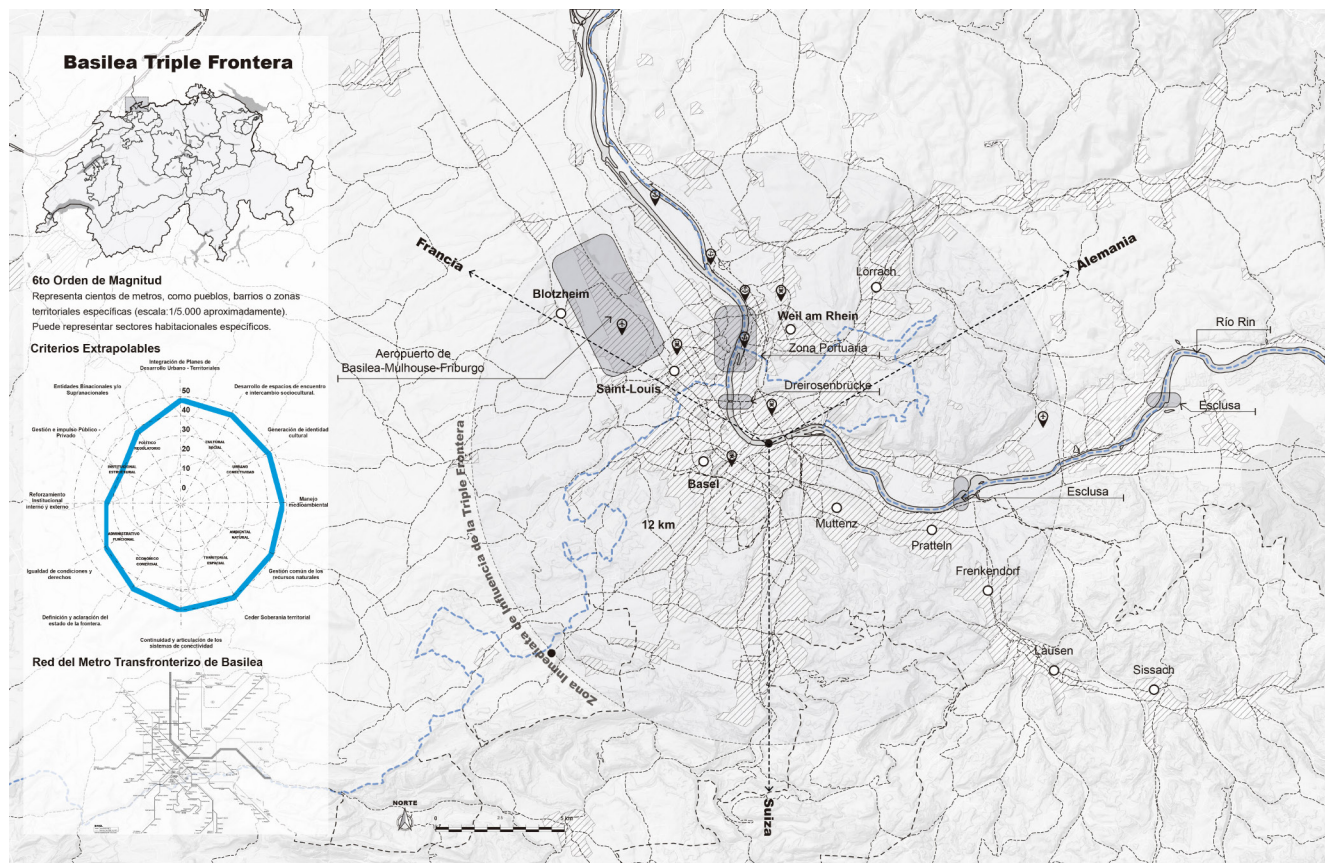 Basilea Triple Frontera
6to Orden de Magnitud
Representa cientos de metros, como pueblos, barrios o zonas
territoriales específicas (escala:1/5.000 aproximadamente).
Puede representar sectores habitacionales específicos.
Criterios Extrapolables
Integración de Planes de
Desarrollo Urbano - Territoriales
Entidades Binacionales y/o
Supranacionales
Desarrollo de espacios de encuentro
e intercambio sociocultural.
Gestión e impulso Público -
Privado
Generación de identidad
cultural
50
40
30
20
10
0
POLÍTICO
REGULATORIO
CULTURAL
SOCIAL
INSTITUCIONAL
ESTRUCTURAL
URBANO
CONECTIVIDAD
Reforzamiento
Institucional
interno y externo
Manejo
medioambiental
ADMINISTRATIVO
FUNCIONAL
AMBIENTAL
NATURAL
ECONÓMICO
COMERCIAL
TERRITORIAL
ESPACIAL
Igualdad de condiciones y
derechos
Gestión común de los
recursos naturales
Definición y aclaración del
estado de la frontera.
Ceder Soberanía territorial
Continuidad y articulación de los
sistemas de conectividad
Red del Metro Transfronterizo de Basilea
Francia
Alemania
Suiza
Blotzheim
Lörrach
Weil am Rhein
Río Rin
Aeropuerto de
Basilea-Mulhouse-Friburgo
Zona Portuaria
Saint-Louis
Dreirosenbrücke
Esclusa
Basel
Esclusa
12 km
Muttenz
Pratteln
Frenkendorf
Lausen
Sissach
Zona Inmediata de Influencia de la Triple Frontera
NORTE
0
5 km